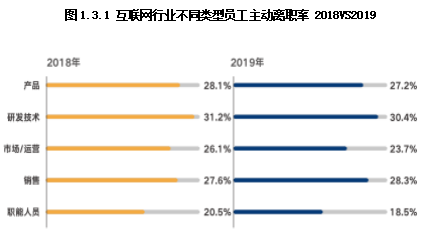 图1.3.1 互联网行业不同类型员工主动离职率 2018VS2019
2018年 2019年
产品 28.1% 27.2%
研发技术 31.2% 30.4%
市场/运营 26.1% 23.7%
销售 27.6% 28.3%
职能人员 20.5% 18.5%